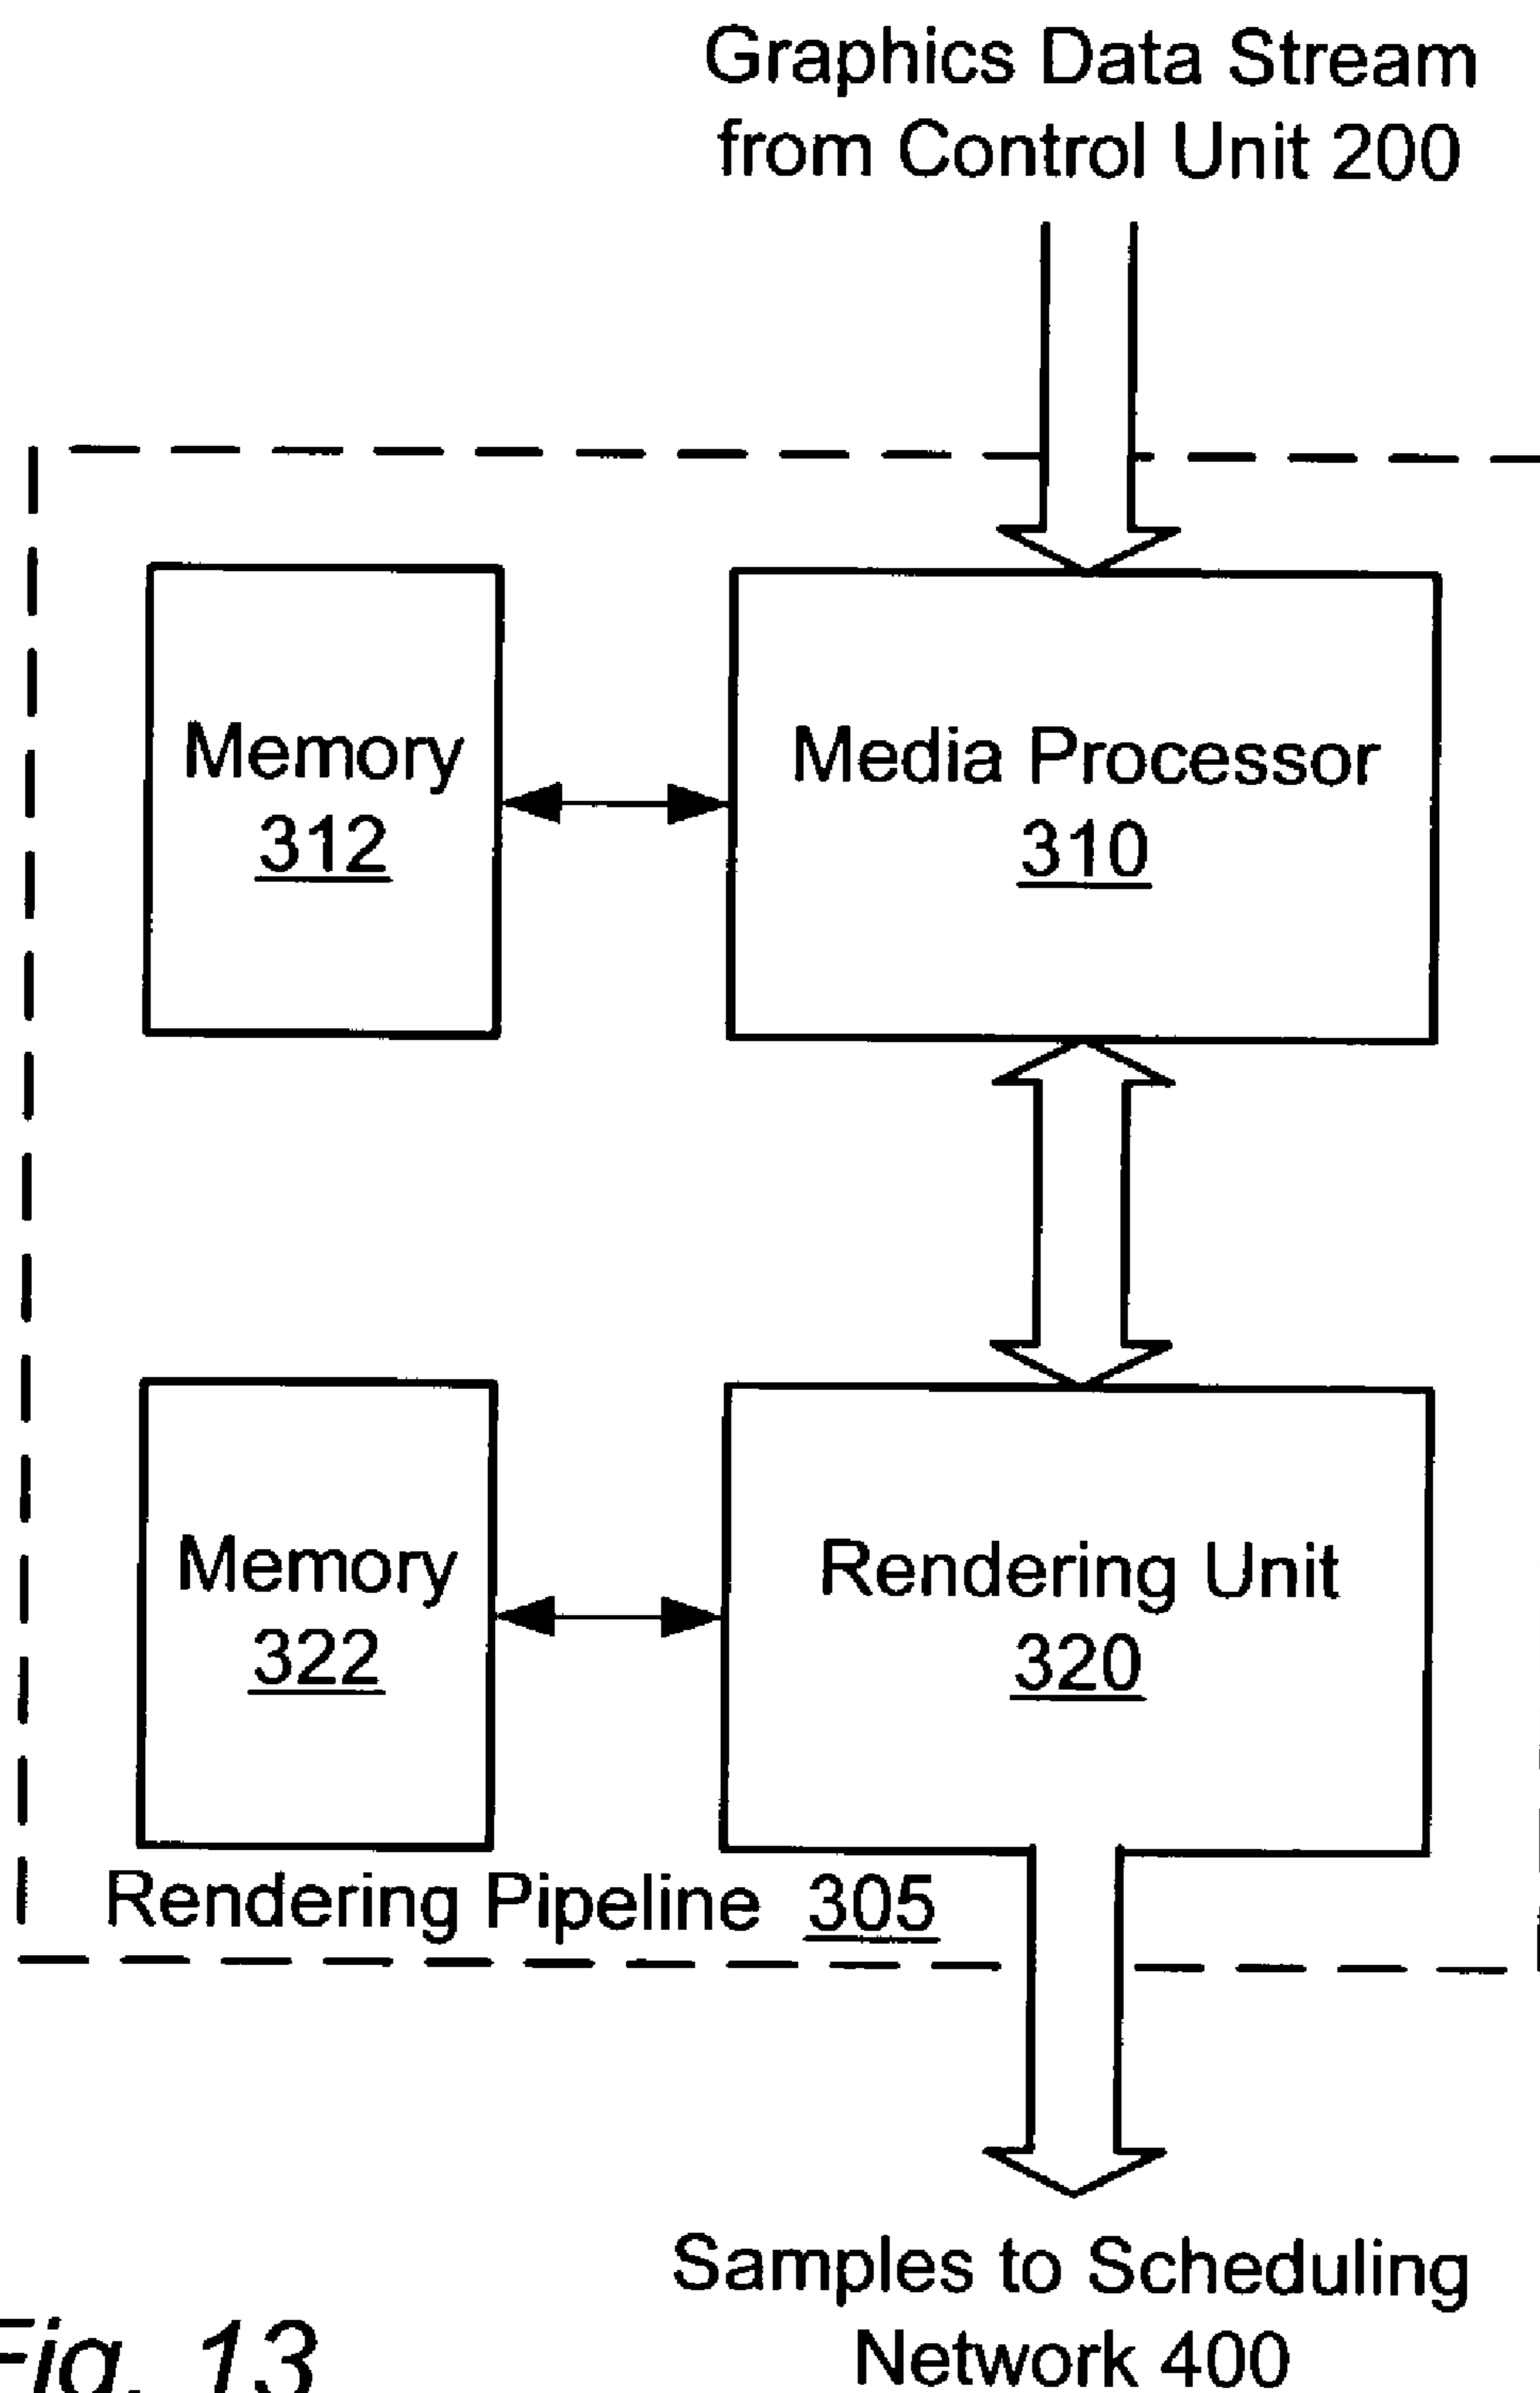 Graphics Data Stream
from Control Unit 200
Memory
312
Media Processor
310
Memory
322
Rendering Unit
320
Rendering Pipeline 305
Samples to Scheduling
Network 400
Fig. 13